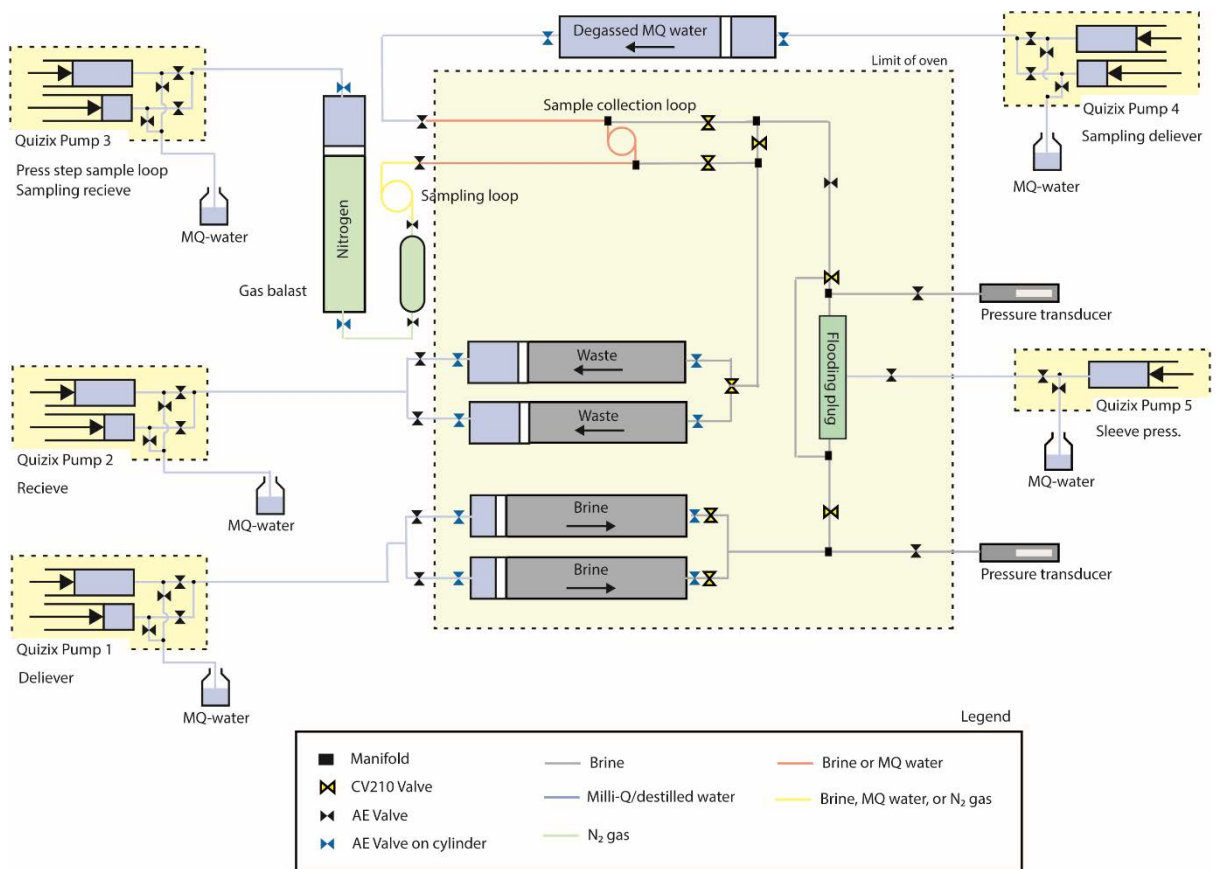 Degassed MQ water
Limit of oven
Quizix Pump 3
Press step sample loop
Sampling recieve
MQ-water
Nitrogen
Gas balast
Sample collection loop
Sampling loop
Quizix Pump 4
Sampling deliever
MQ-water
Pressure transducer
Quizix Pump 2
Recieve
MQ-water
Waste
Waste
Flooding plug
Quizix Pump 5
Sleeve press.
MQ-water
Quizix Pump 1
Deliever
MQ-water
Brine
Brine
Pressure transducer
Legend
Manifold
CV210 Valve
AE Valve
AE Valve on cylinder
Brine
Milli-Q/destilled water
N₂ gas
Brine or MQ water
Brine, MQ water, or N₂ gas